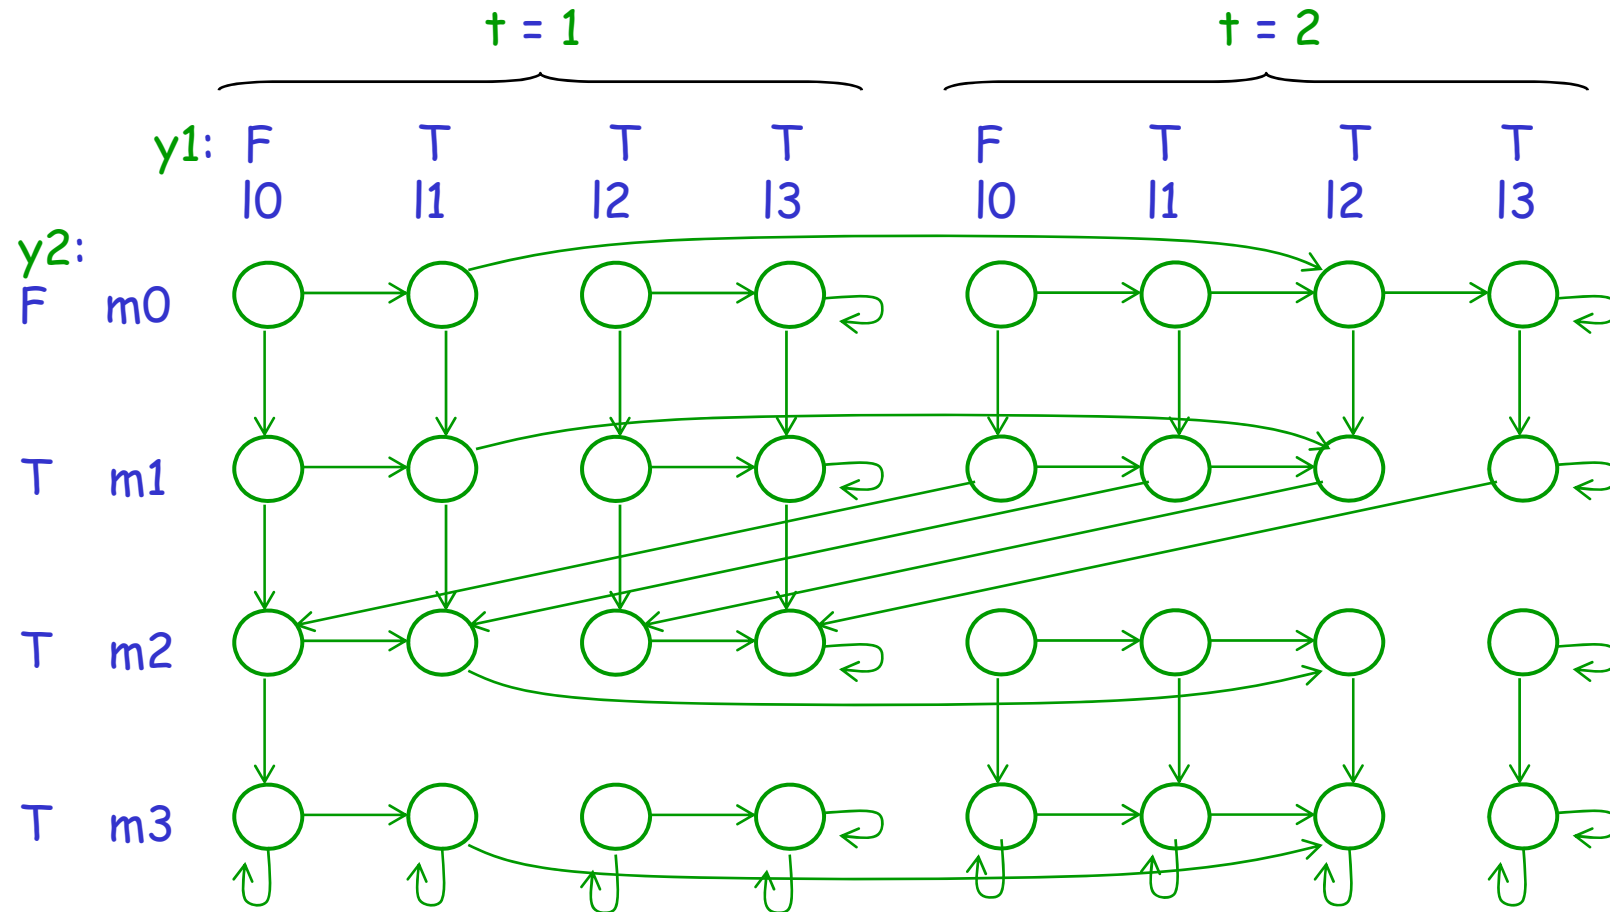 t = 1 t = 2
y1: F T T T F T T T
l0 l1 l2 l3 l0 l1 l2 l3
y2:
F m0
T m1
T m2
T m3